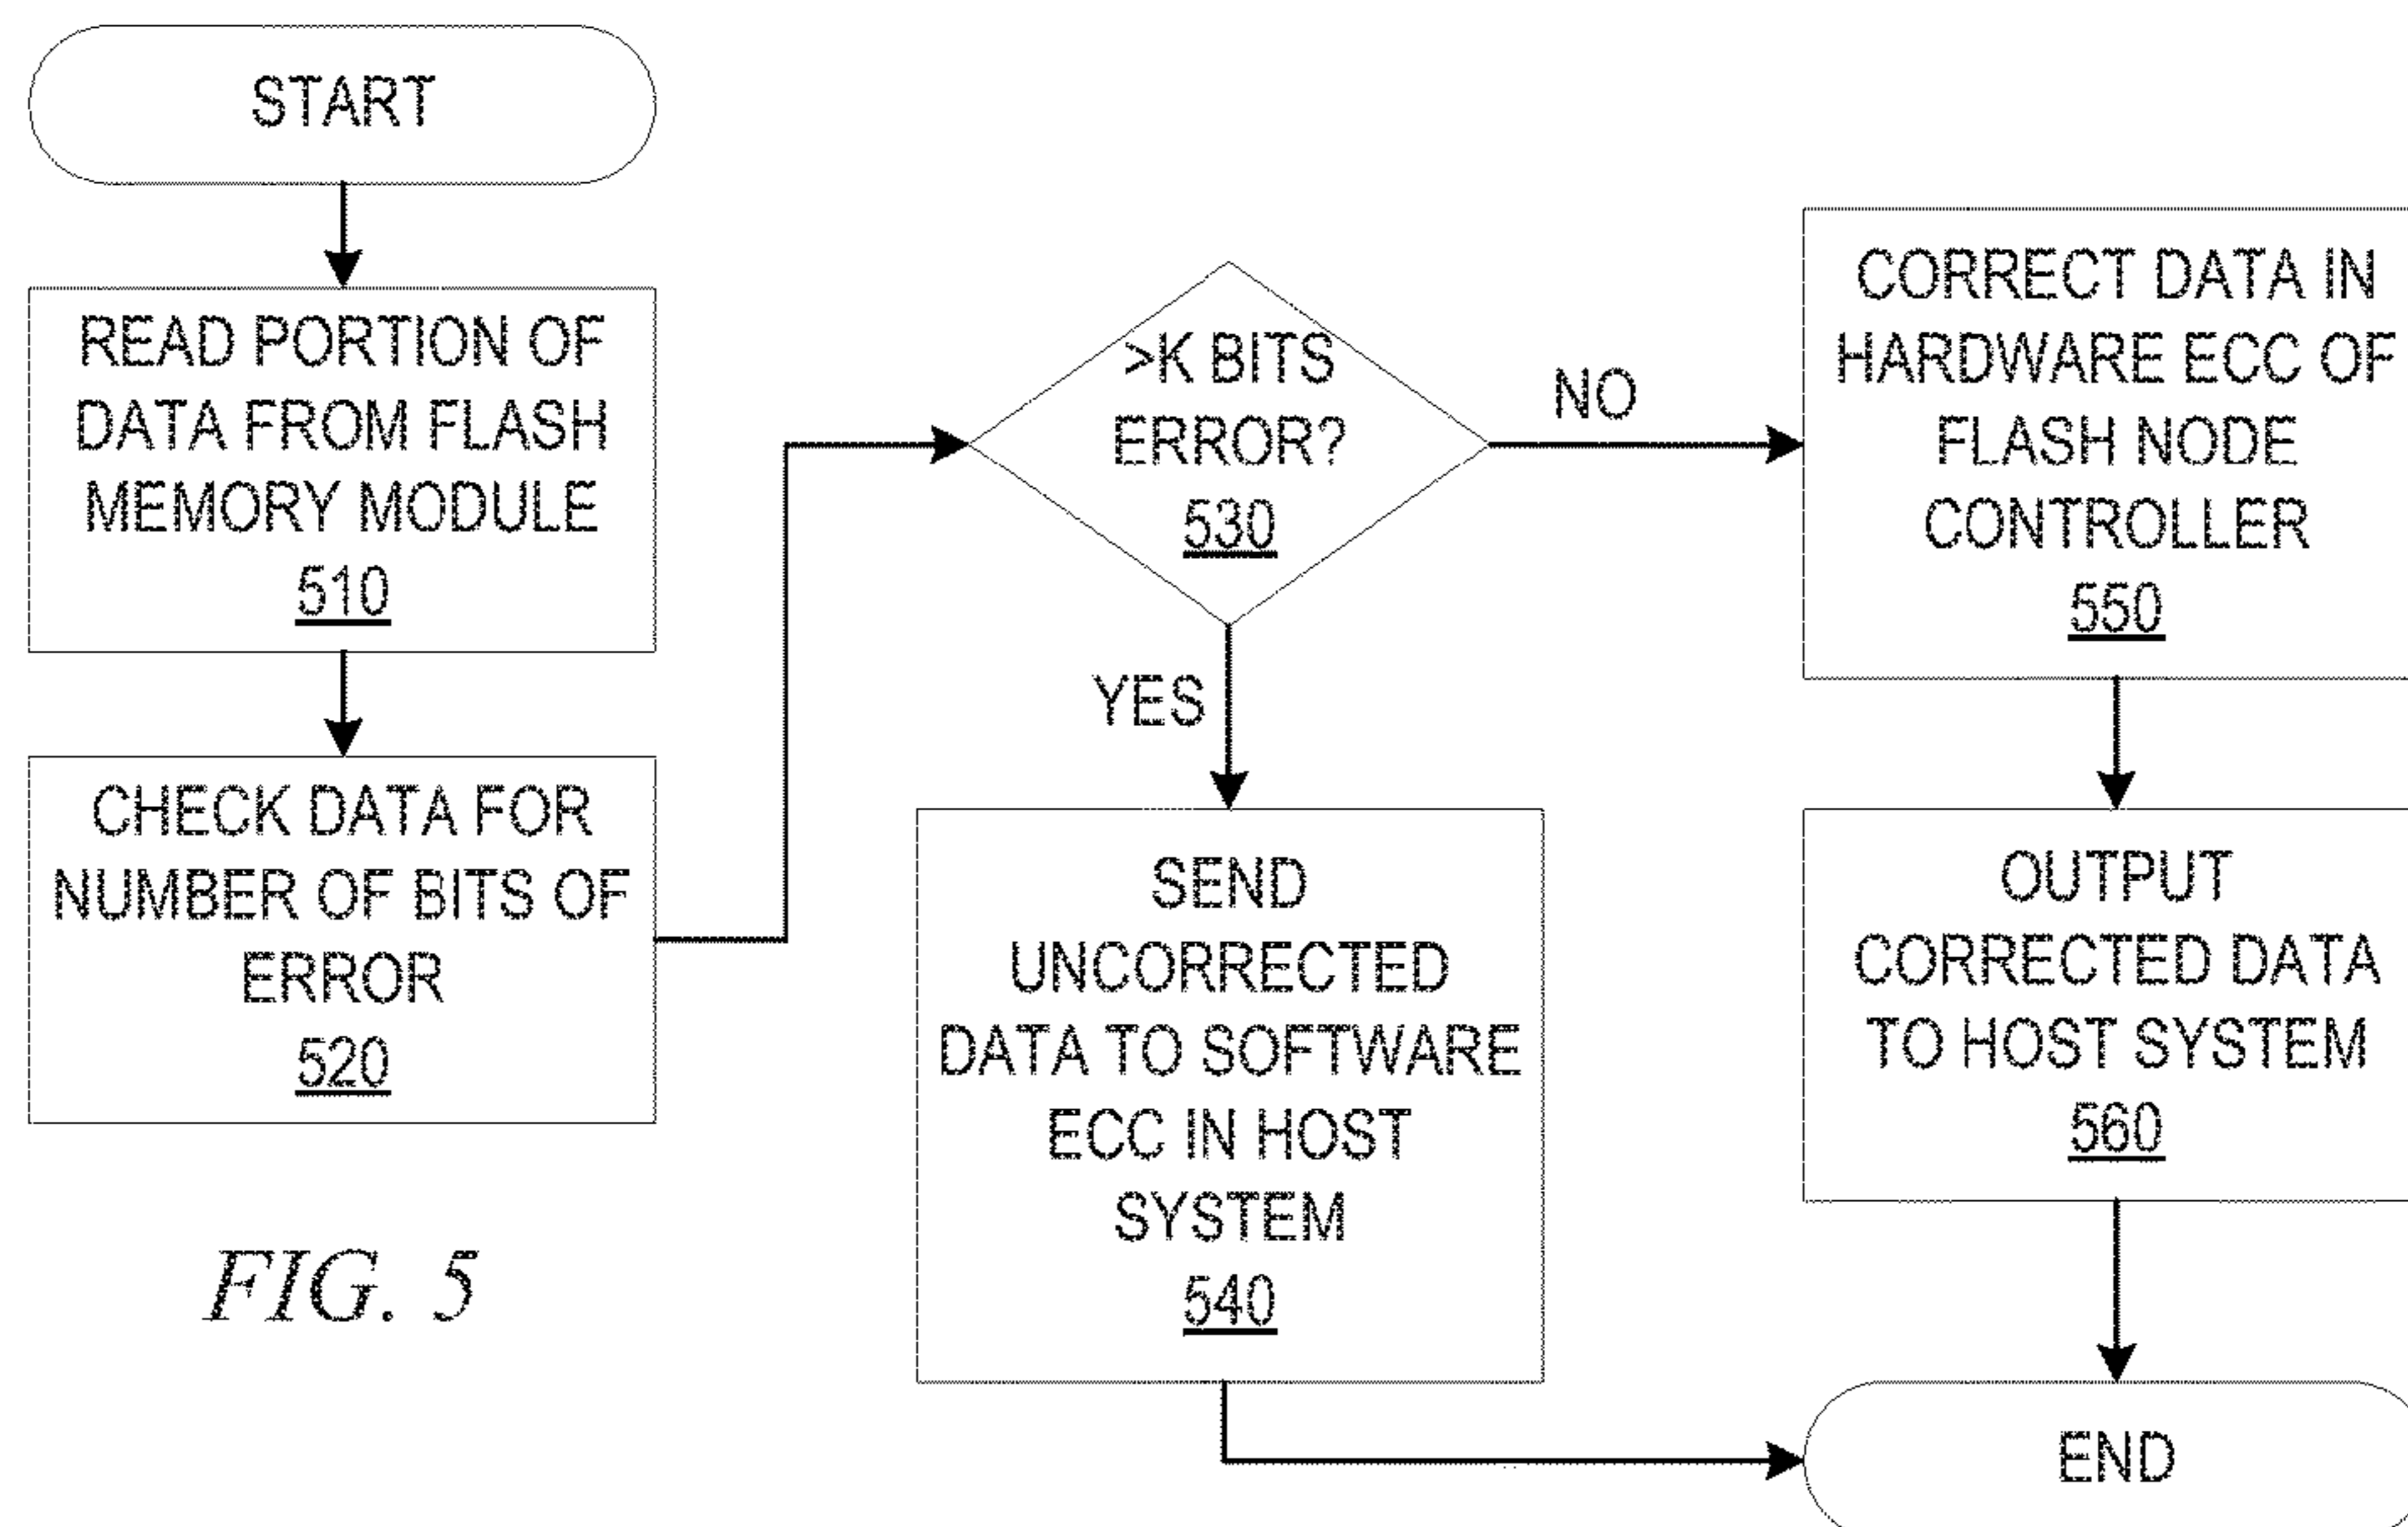 START
READ PORTION OF
DATA FROM FLASH
MEMORY MODULE
510
CHECK DATA FOR
NUMBER OF BITS OF
ERROR
520
>K BITS
ERROR?
530
NO
YES
SEND
UNCORRECTED
DATA TO SOFTWARE
ECC IN HOST
SYSTEM
540
CORRECT DATA IN
HARDWARE ECC OF
FLASH NODE
CONTROLLER
550
OUTPUT
CORRECTED DATA
TO HOST SYSTEM
560
END
FIG. 5